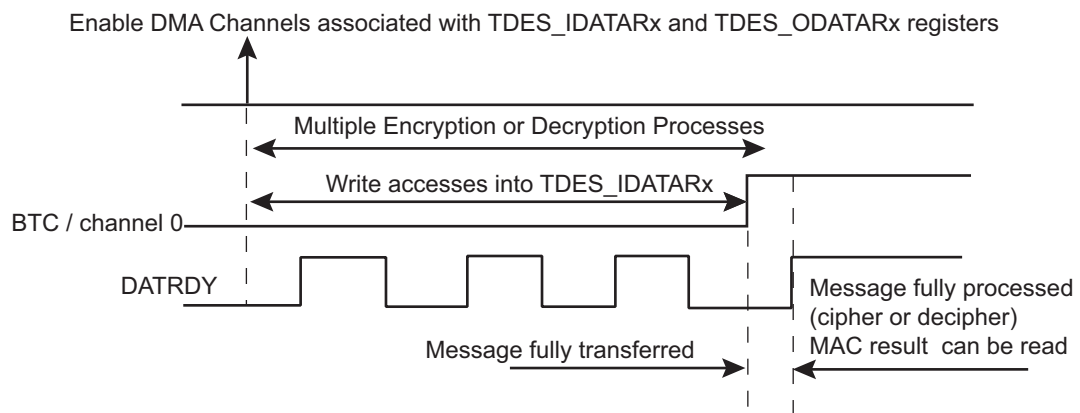 Enable DMA Channels associated with TDES_IDATARx and TDES_ODATARx registers
Multiple Encryption or Decryption Processes
Write accesses into TDES_IDATARx
BTC / channel 0
DATRDY
Message fully processed
(cipher or decipher)
MAC result can be read
Message fully transferred